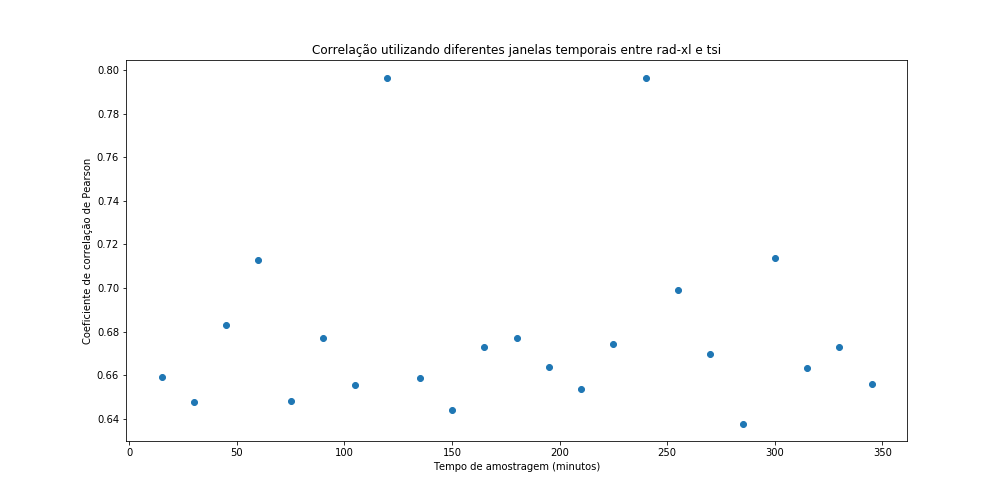 Correlação utilizando diferentes janelas temporais entre rad-xl e tsi
Coeficiente de correlação de Pearson
0.80
0.78
0.76
0.74
0.72
0.70
0.68
0.66
0.64
0 50 100 150 200 250 300 350
Tempo de amostragem (minutos)